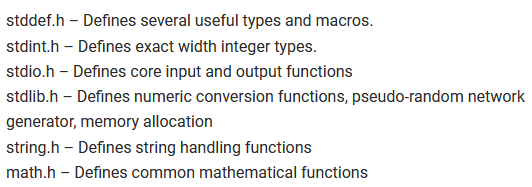 stddef.h – Defines several useful types and macros.
stdint.h – Defines exact width integer types.
stdio.h – Defines core input and output functions
stdlib.h – Defines numeric conversion functions, pseudo-random network
generator, memory allocation
string.h – Defines string handling functions
math.h – Defines common mathematical functions